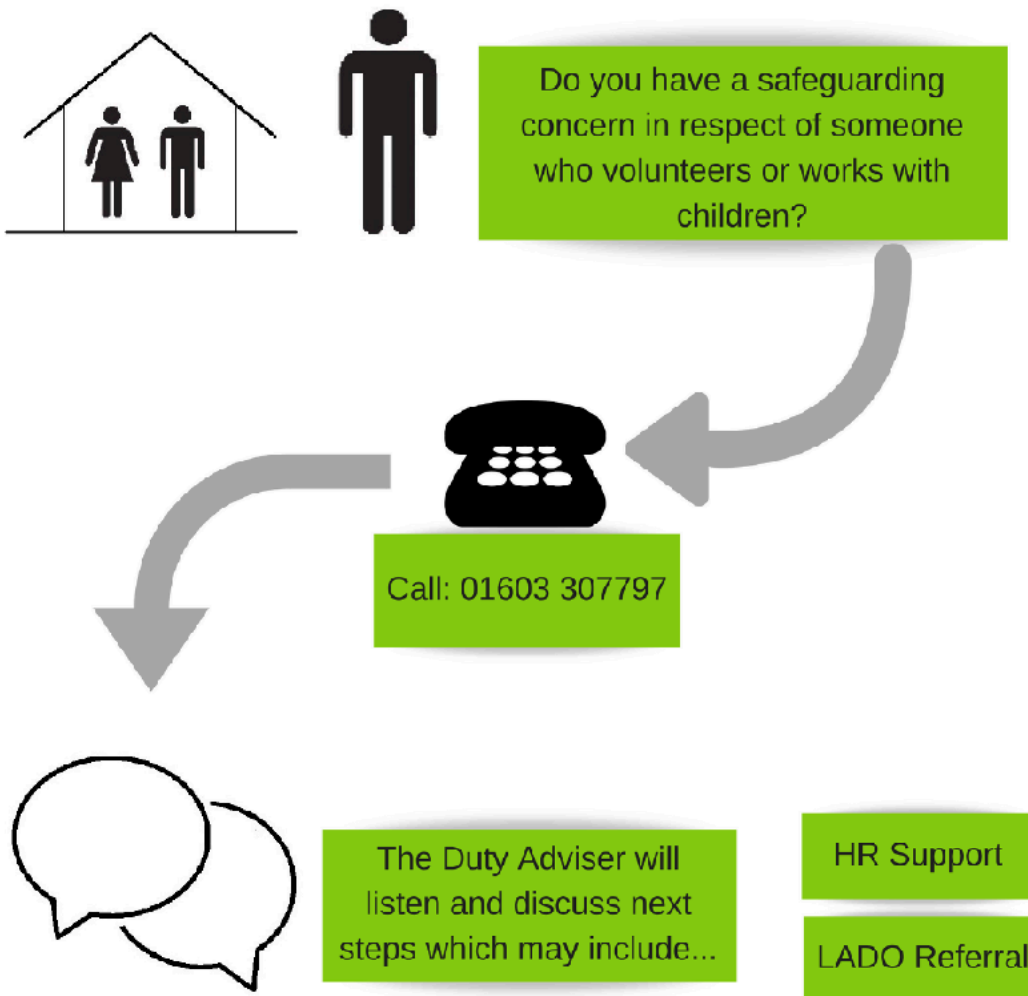 Do you have a safeguarding
concern in respect of someone
who volunteers or works with
children?
Call: 01603 307797
The Duty Adviser will
listen and discuss next
steps which may include...
HR Support
LADO Referral